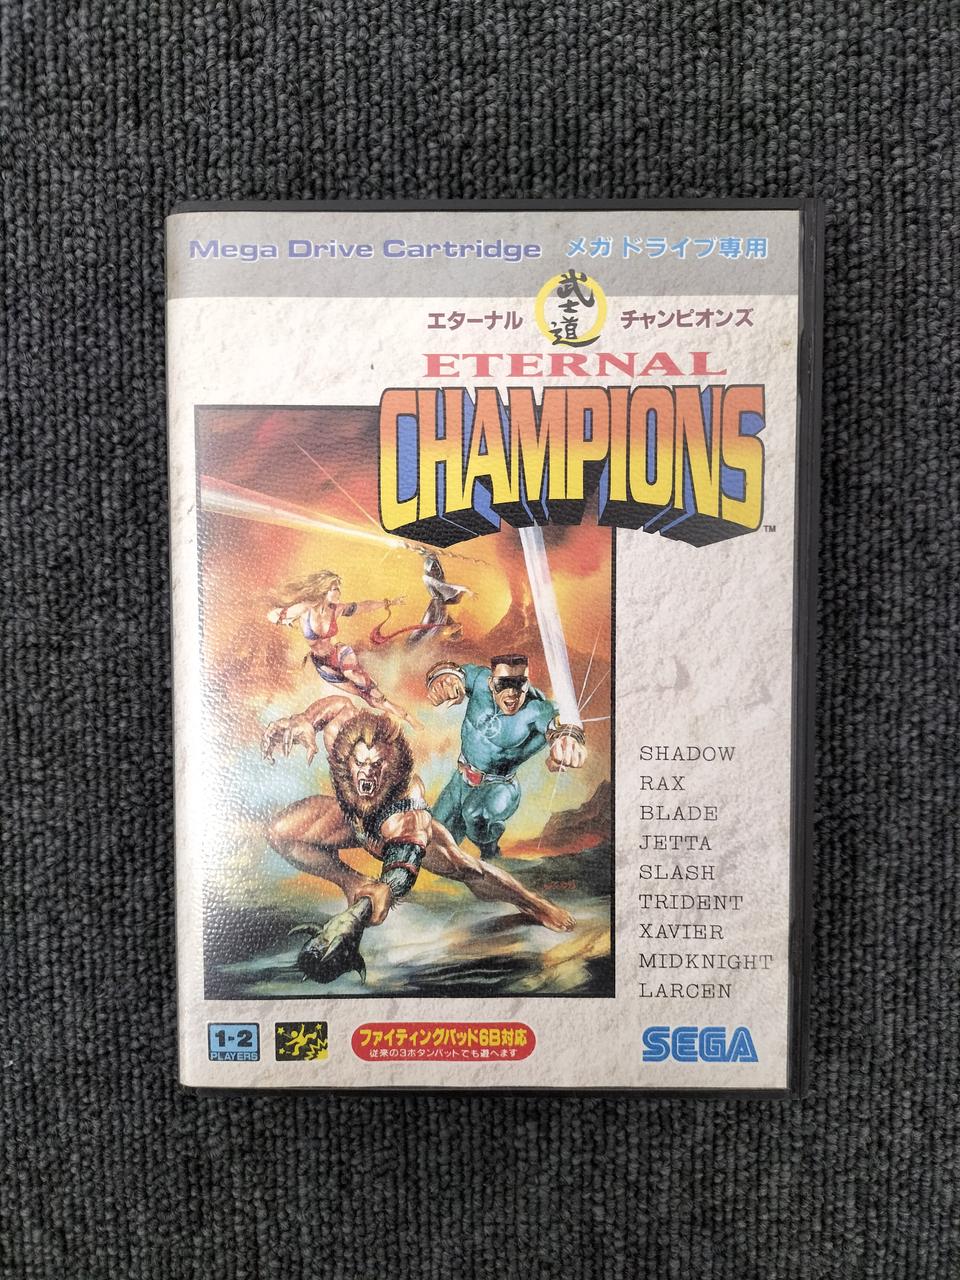 Mega Drive Cartridge メガドライブ専用
武士道
エターナル チャンピオンズ
ETERNAL
CHAMPIONS
TM
SHADOW
RAX
BLADE
JETTA
SLASH
TRIDENT
XAVIER
MIDKNIGHT
LARCEN
1-2
PLAYERS
ファイティングパッド6B対応
従来の3ボタンパットでも遊べます
SEGA